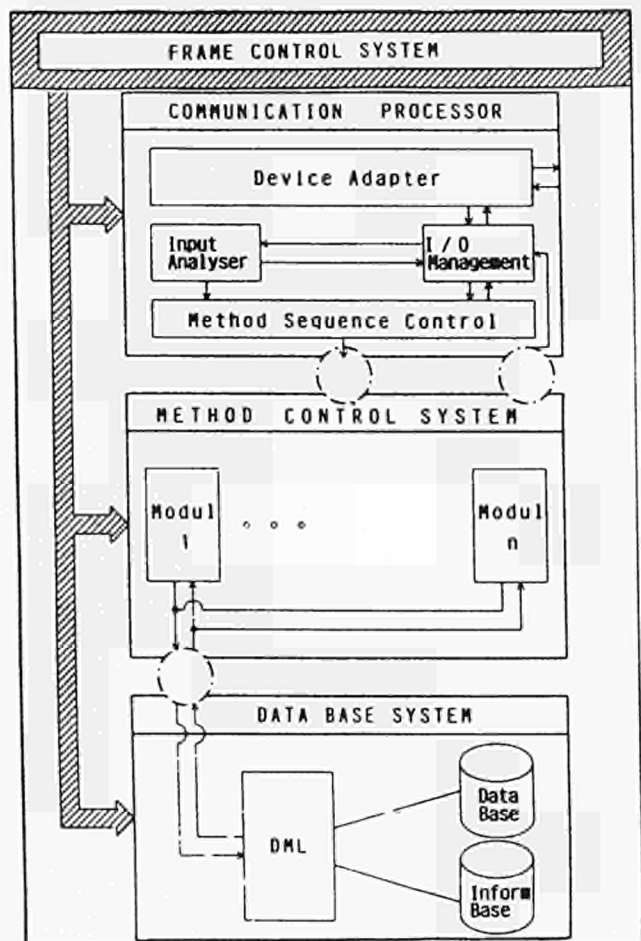 FRAME CONTROL SYSTEM
COMMUNICATION PROCESSOR
Device Adapter
Input
Analyser
I/O
Management
Method Sequence Control
METHOD CONTROL SYSTEM
Modul
1
Modul
n
DATA BASE SYSTEM
DML
Data
Base
Inform
Base